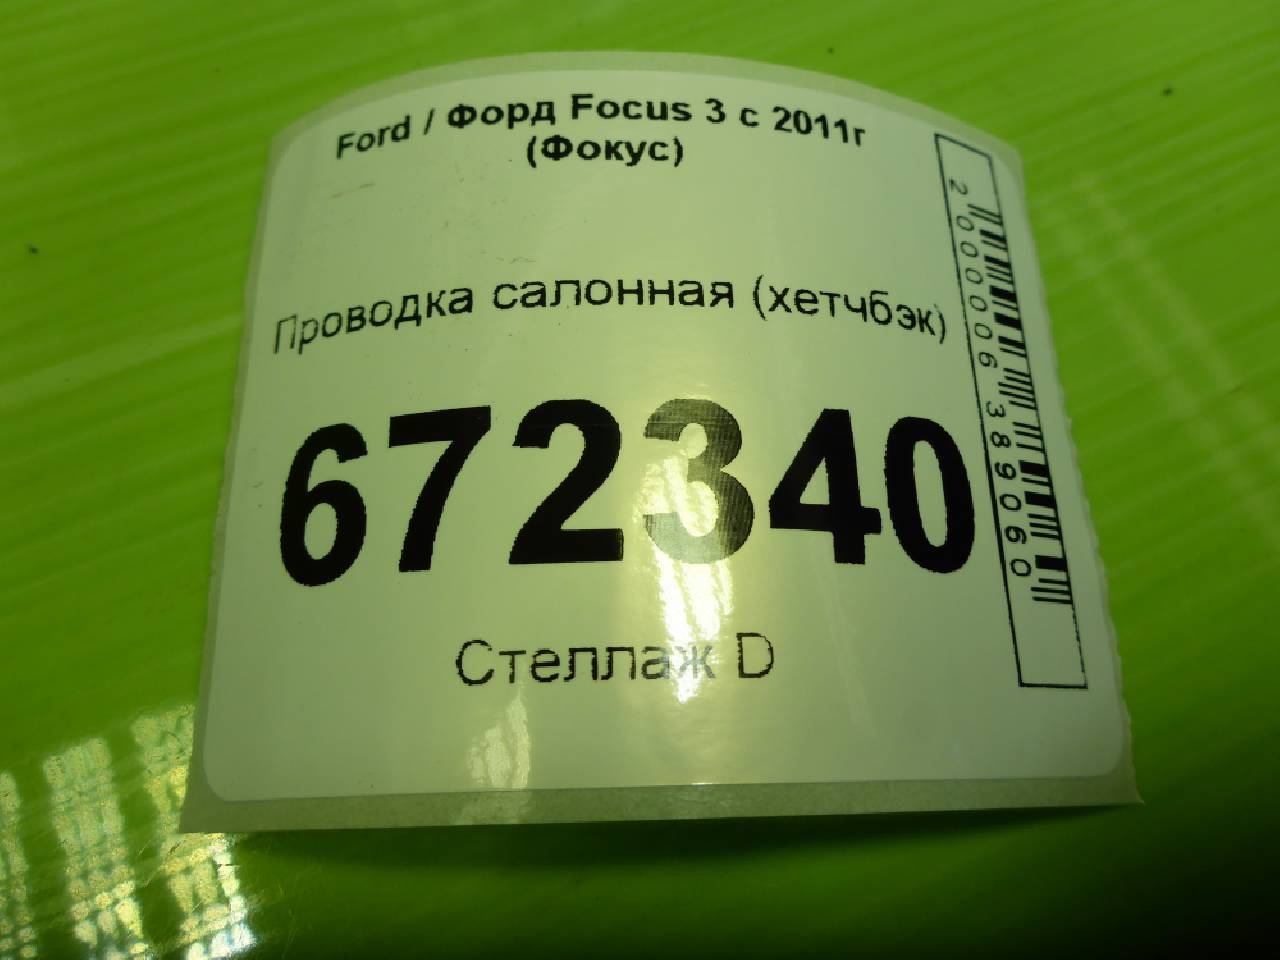 Ford / Форд Focus 3 с 2011г
(Фокус)
Проводка салонная (хетчбэк)
672340
Стеллаж D
2000006389060